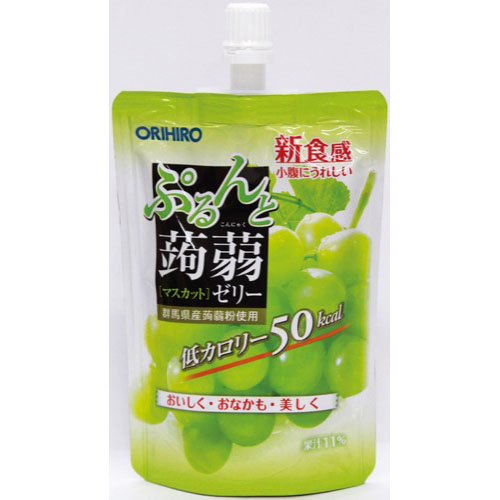 ORIHIRO
新食感
小腹にうれしい
ぷるんと
こんにゃく
蒟蒻
[マスカット]ゼリー
群馬県産蒟蒻粉使用
低カロリー50kcal
おいしく・おなかも・美しく
果汁11%